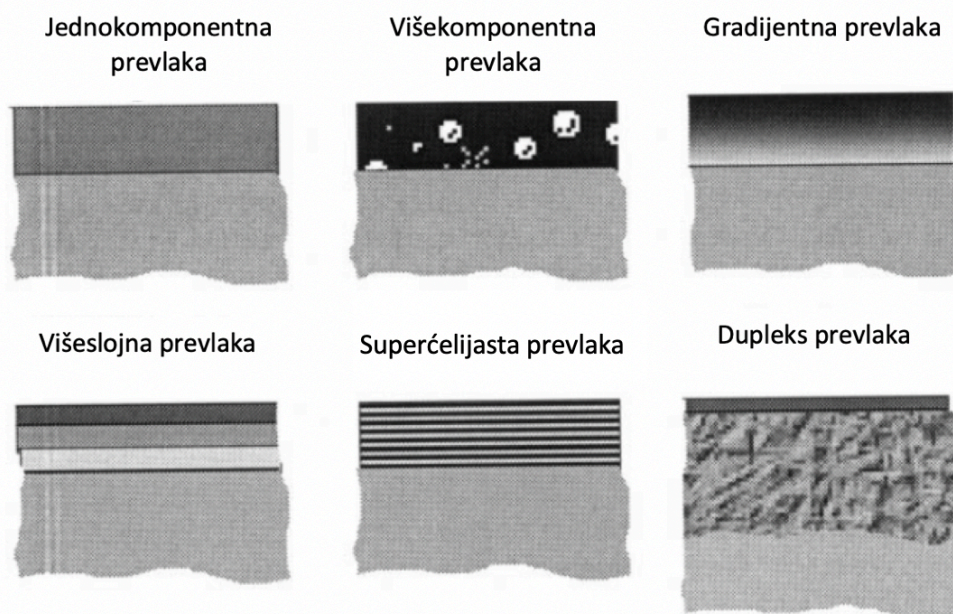 Jednokomponentna
prevlaka
Višekomponentna
prevlaka
Gradijentna prevlaka
Višeslojna prevlaka
Superćelijasta prevlaka
Dupleks prevlaka